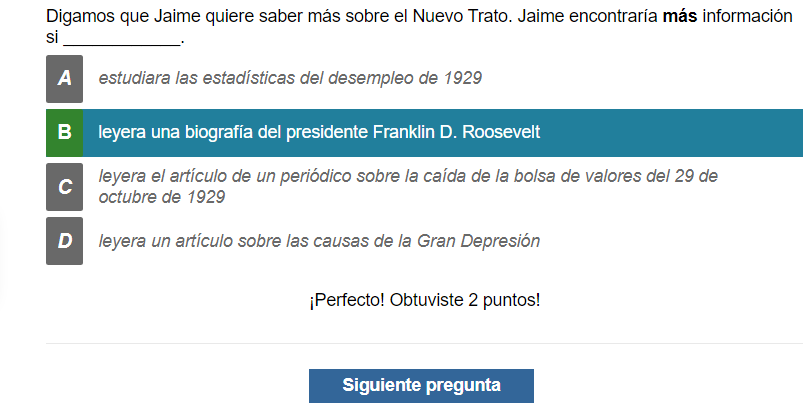 Digamos que Jaime quiere saber más sobre el Nuevo Trato. Jaime encontraría más información
si ____________.
A estudiara las estadísticas del desempleo de 1929
B leyera una biografía del presidente Franklin D. Roosevelt
C leyera el artículo de un periódico sobre la caída de la bolsa de valores del 29 de
octubre de 1929
D leyera un artículo sobre las causas de la Gran Depresión
¡Perfecto! Obtuviste 2 puntos!
Siguiente pregunta